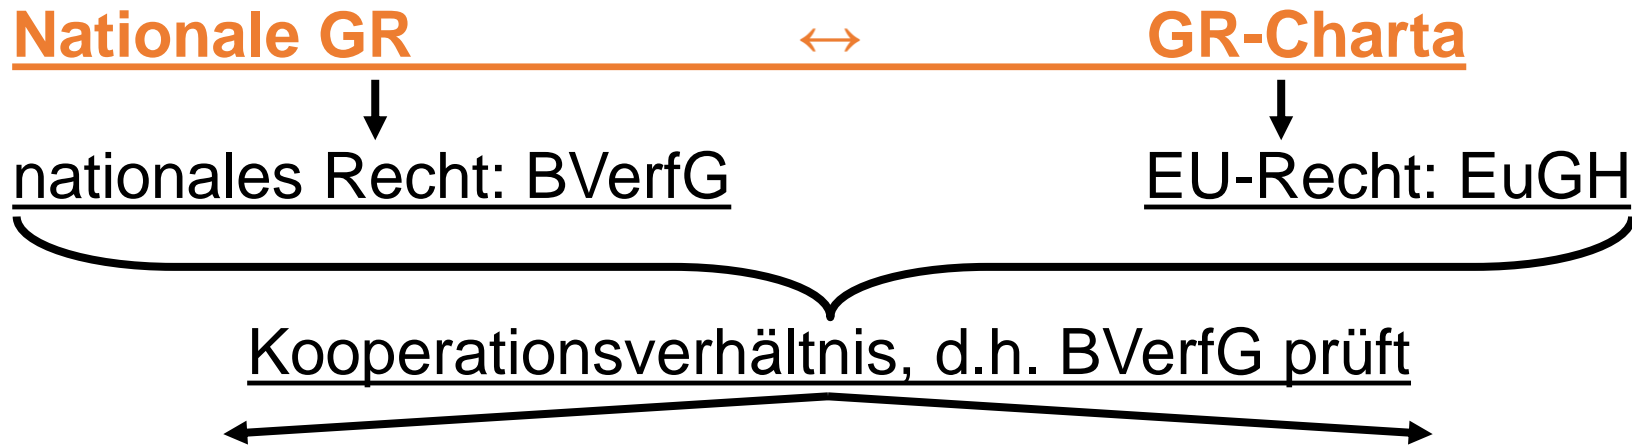 Nationale GR ↔ GR-Charta
nationales Recht: BVerfG EU-Recht: EuGH
Kooperationsverhältnis, d.h. BVerfG prüft